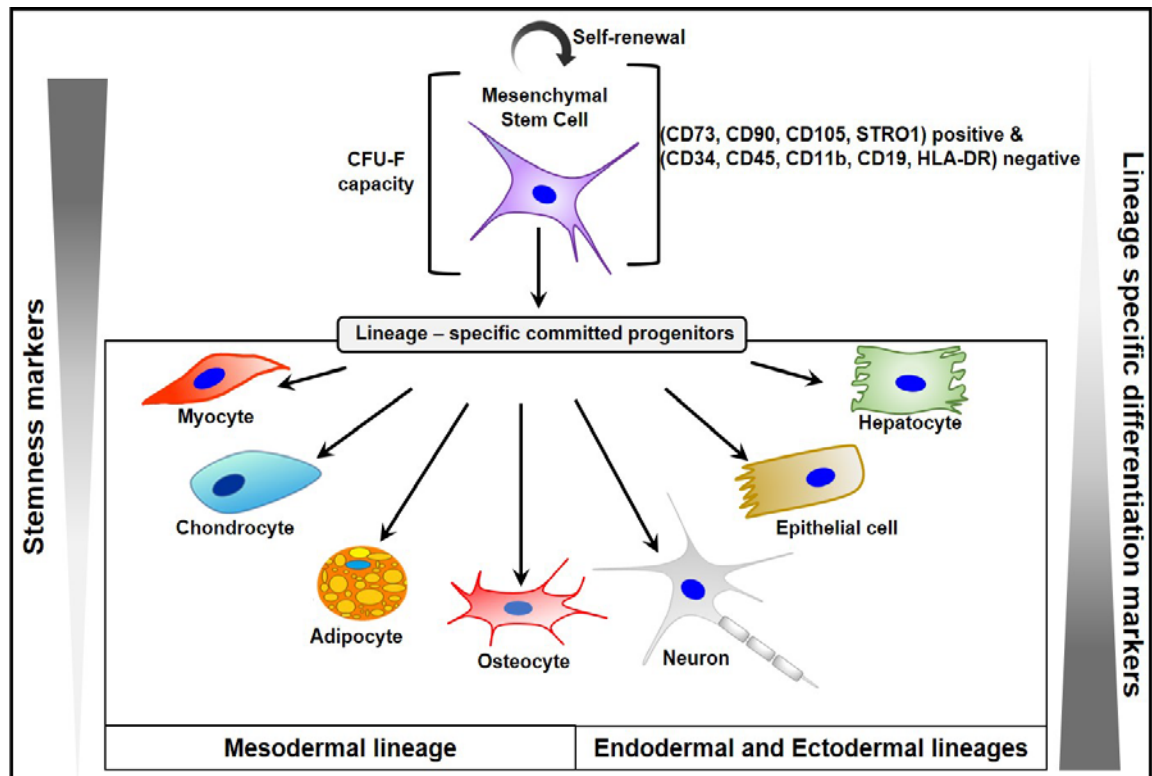 Self-renewal
Mesenchymal
Stem Cell
CFU-F
capacity
(CD73, CD90, CD105, STRO1) positive &
(CD34, CD45, CD11b, CD19, HLA-DR) negative
Stemness markers
Lineage specific differentiation markers
Lineage – specific committed progenitors
Myocyte
Hepatocyte
Chondrocyte
Epithelial cell
Adipocyte
Osteocyte
Neuron
Mesodermal lineage
Endodermal and Ectodermal lineages